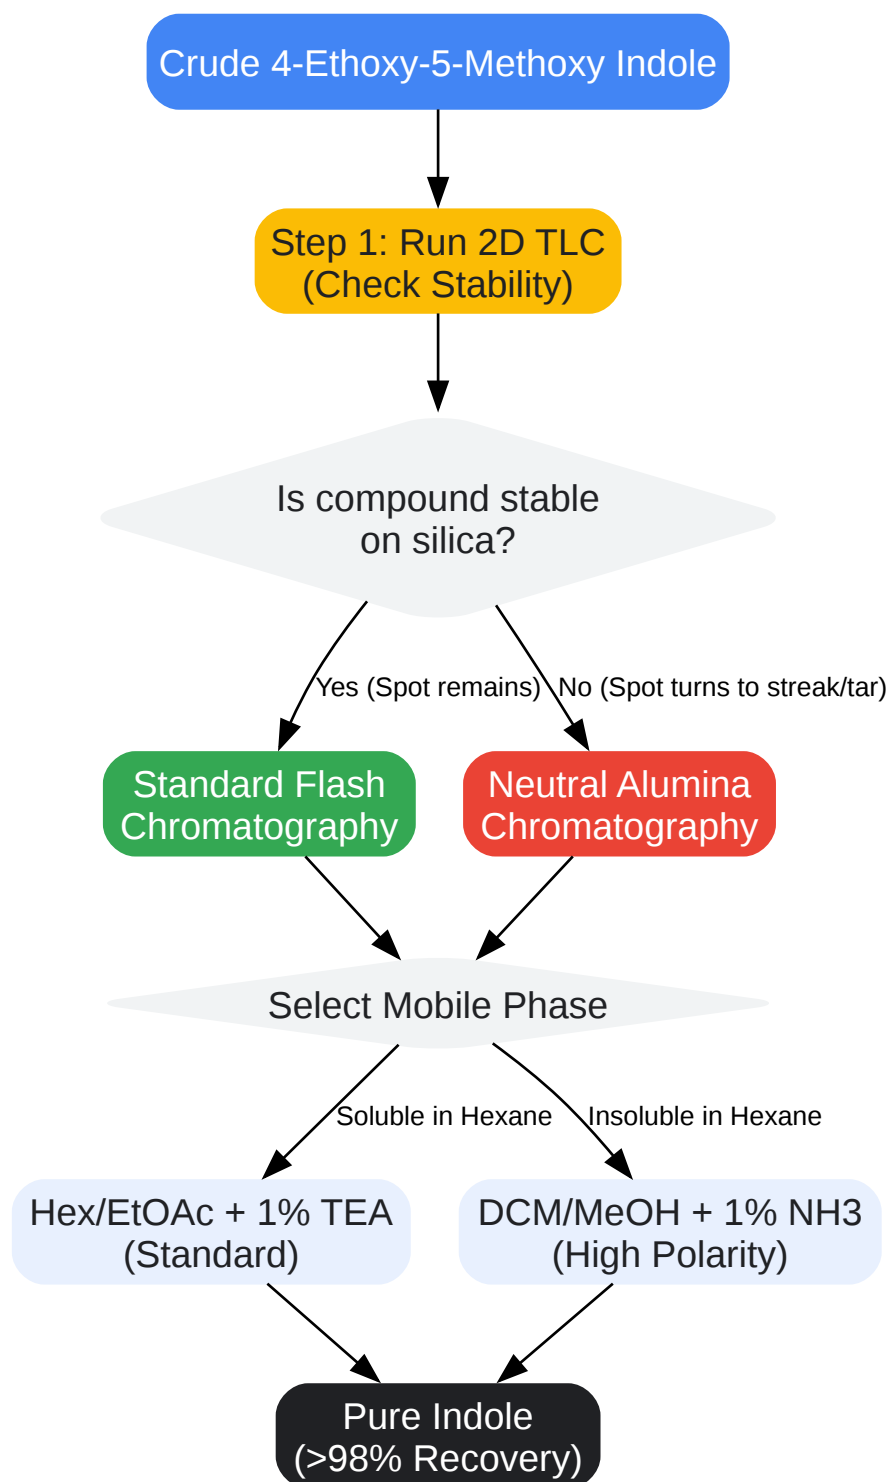 Crude 4-Ethoxy-5-Methoxy Indole
Step 1: Run 2D TLC
(Check Stability)
Is compound stable
on silica?
Yes (Spot remains)
No (Spot turns to streak/tar)
Standard Flash
Chromatography
Neutral Alumina
Chromatography
Select Mobile Phase
Soluble in Hexane
Insoluble in Hexane
Hex/EtOAc + 1% TEA
(Standard)
DCM/MeOH + 1% NH3
(High Polarity)
Pure Indole
(>98% Recovery)